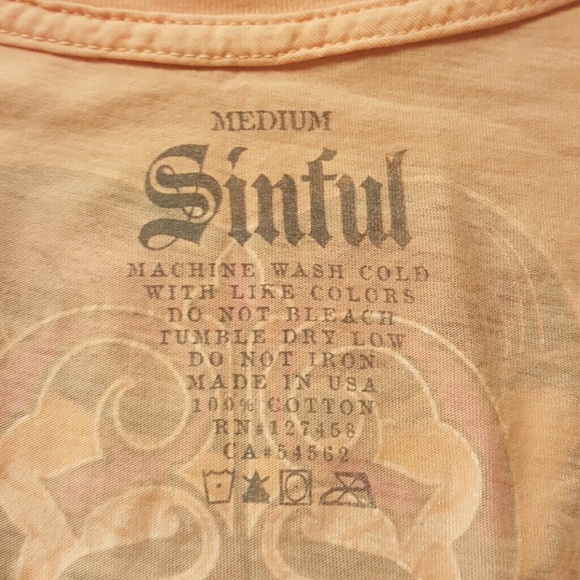 MEDIUM
Sinful
MACHINE WASH COLD
WITH LIKE COLORS
DO NOT BLEACH
TUMBLE DRY LOW
DO NOT IRON
MADE IN USA
100% COTTON
RN#127458
CA#54562